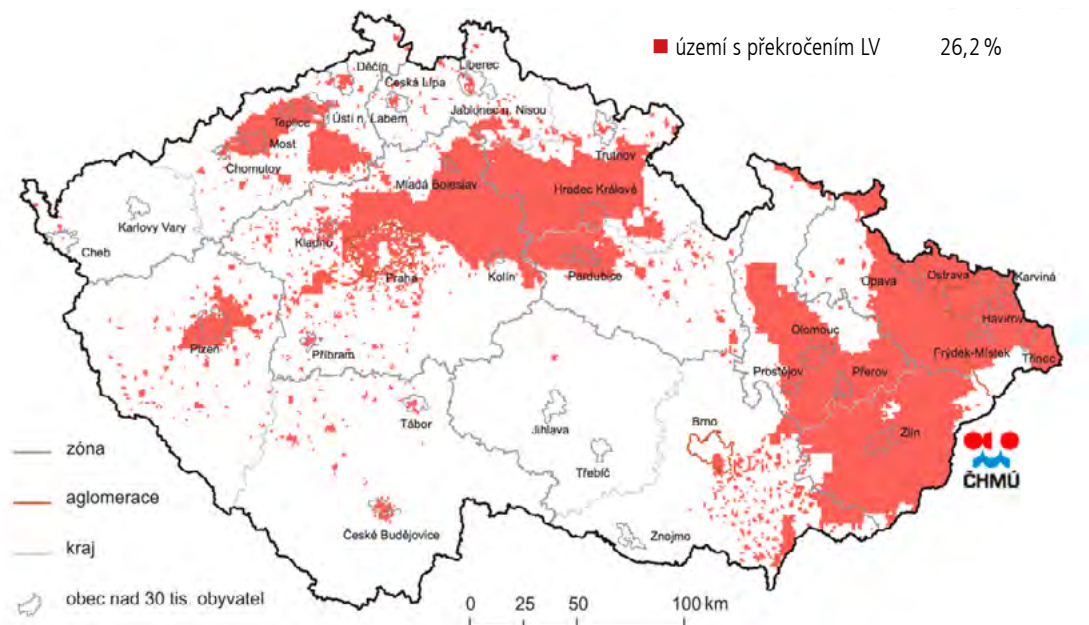 území s překročením LV 26,2 %
Děčín
Liberec
Česká Lípa
Teplice
Ústí n. Labem
Jablonec n. Nisou
Most
Trutnov
Chomutov
Mladá Boleslav
Hradec Králové
Karlovy Vary
Kladno
Cheb
Praha
Kolín
Pardubice
Opava
Ostrava
Karviná
Havířov
Olomouc
Plzeň
Příbram
Frýdek-Místek
Třinec
Prostějov
Přerov
Tábor
Jihlava
Brno
Zlín
ČHMÚ
Třebíč
České Budějovice
Znojmo
zóna
aglomerace
kraj
obec nad 30 tis. obyvatel
0 25 50 100 km